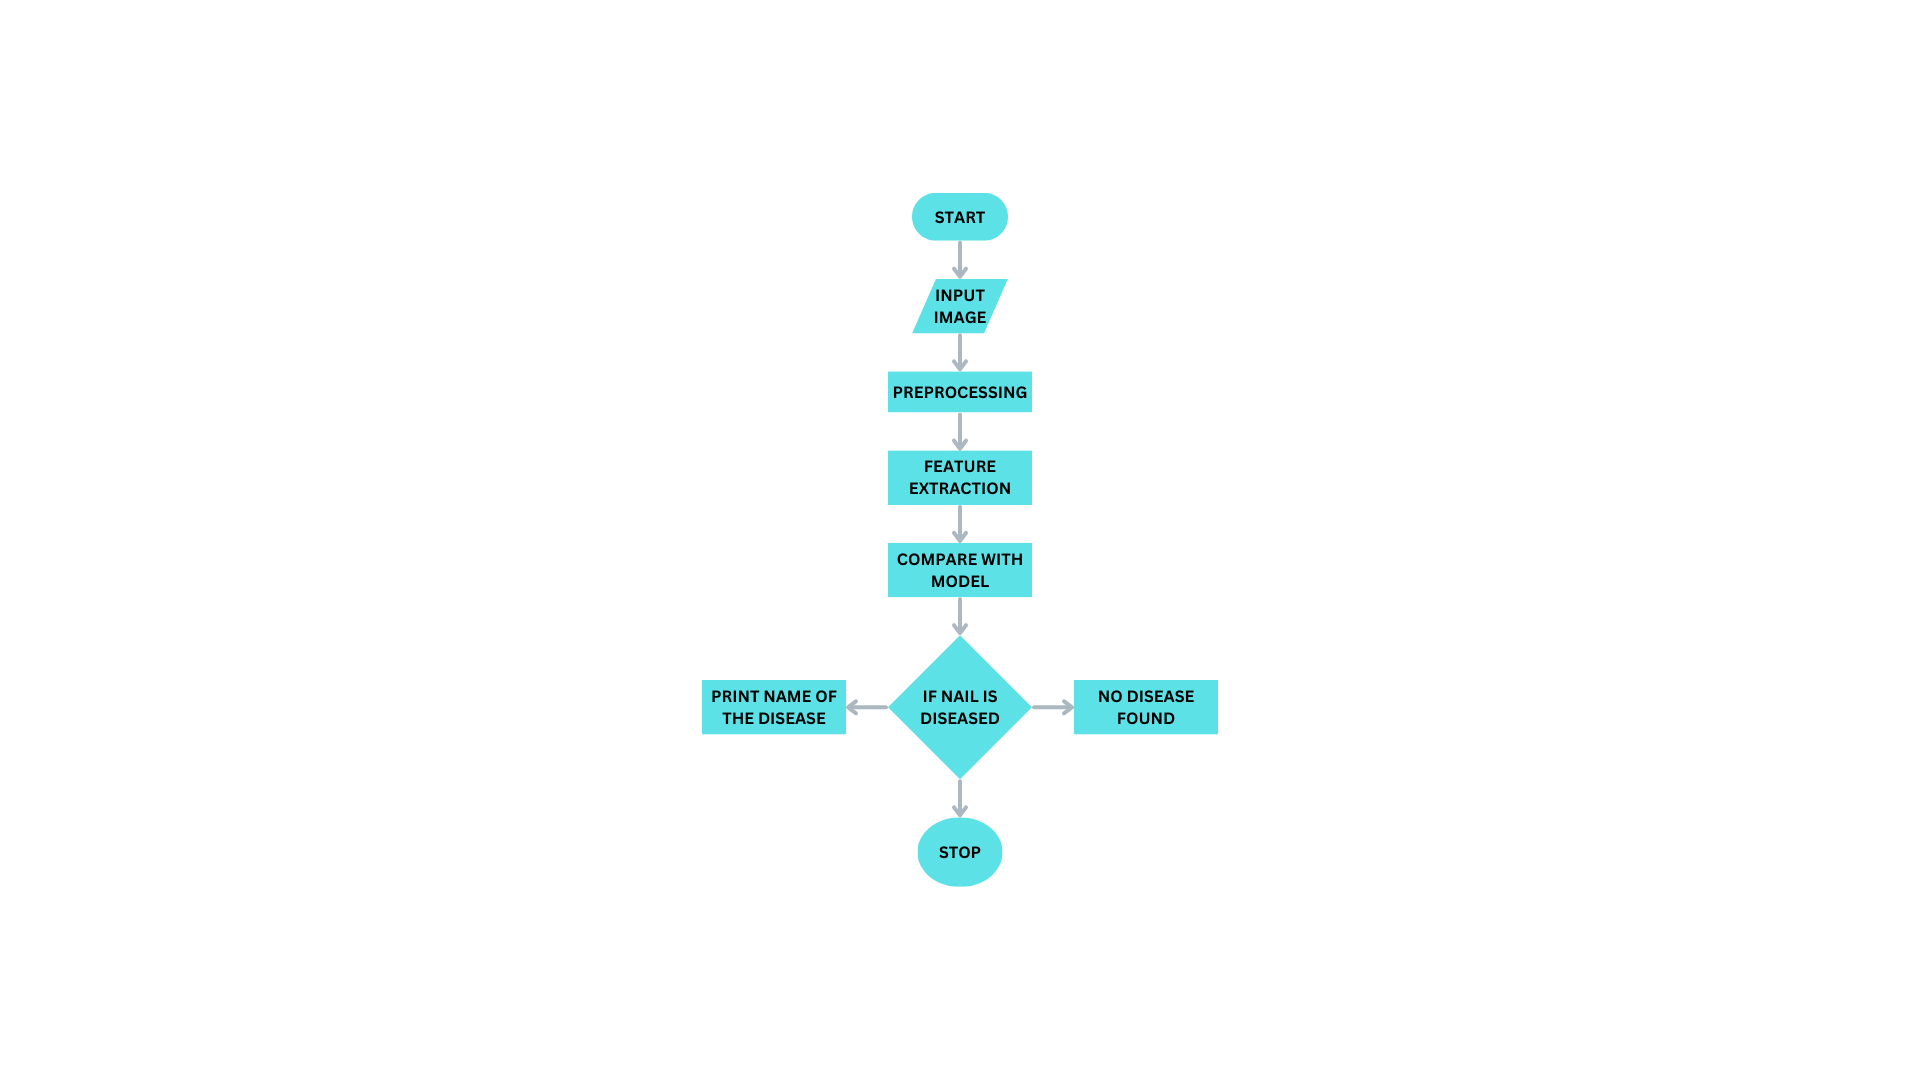 START
INPUT
IMAGE
PREPROCESSING
FEATURE
EXTRACTION
COMPARE WITH
MODEL
PRINT NAME OF
THE DISEASE
IF NAIL IS
DISEASED
NO DISEASE
FOUND
STOP